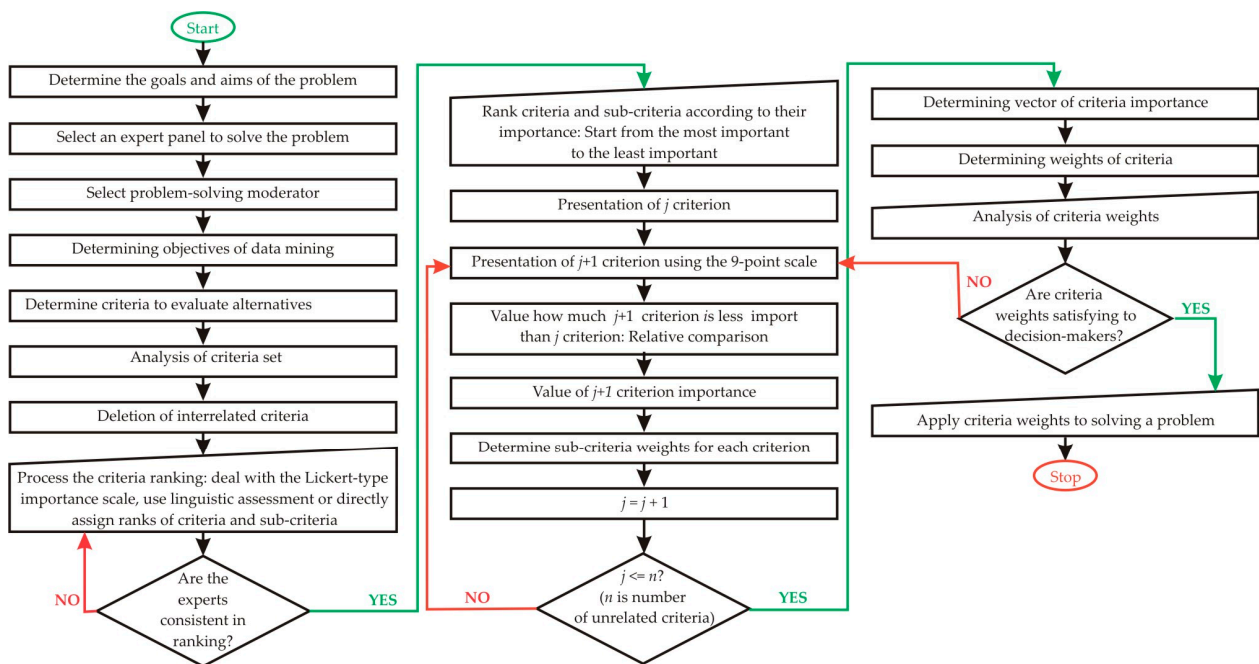 Start
Determine the goals and aims of the problem
Select an expert panel to solve the problem
Select problem-solving moderator
Determining objectives of data mining
Determine criteria to evaluate alternatives
Analysis of criteria set
Deletion of interrelated criteria
Process the criteria ranking: deal with the Lickert-type
importance scale, use linguistic assessment or directly
assign ranks of criteria and sub-criteria
Are the
experts
consistent in
ranking?
NO
YES
Rank criteria and sub-criteria according to their
importance: Start from the most important
to the least important
Presentation of j criterion
Presentation of j+1 criterion using the 9-point scale
Value how much j+1 criterion is less import
than j criterion: Relative comparison
Value of j+1 criterion importance
Determine sub-criteria weights for each criterion
j = j + 1
j <= n?
(n is number
of unrelated criteria)
NO
YES
Determining vector of criteria importance
Determining weights of criteria
Analysis of criteria weights
Are criteria
weights satisfying to
decision-makers?
NO
YES
Apply criteria weights to solving a problem
Stop